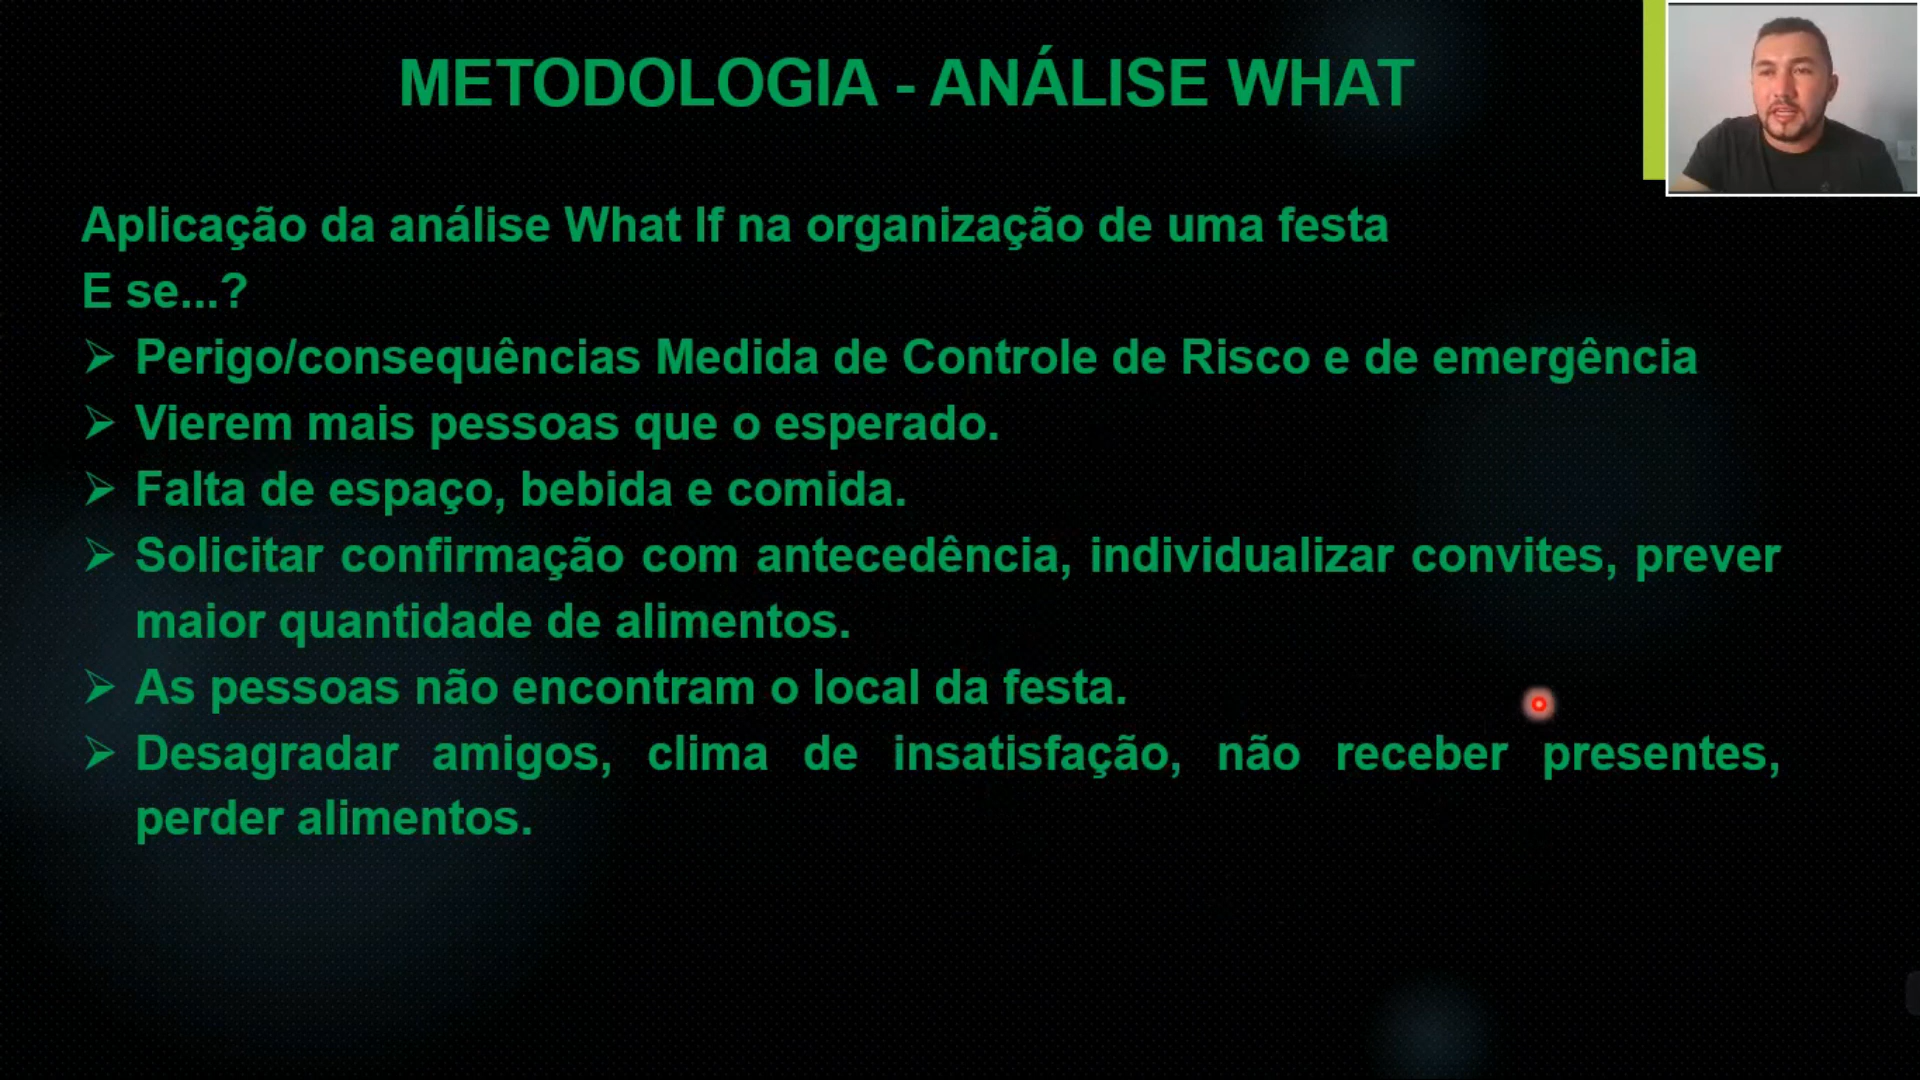 METODOLOGIA - ANÁLISE WHAT
Aplicação da análise What If na organização de uma festa
E se...?
Perigo/consequências Medida de Controle de Risco e de emergência
Vierem mais pessoas que o esperado.
Falta de espaço, bebida e comida.
Solicitar confirmação com antecedência, individualizar convites, prever
maior quantidade de alimentos.
As pessoas não encontram o local da festa.
Desagradar amigos, clima de insatisfação, não receber presentes,
perder alimentos.